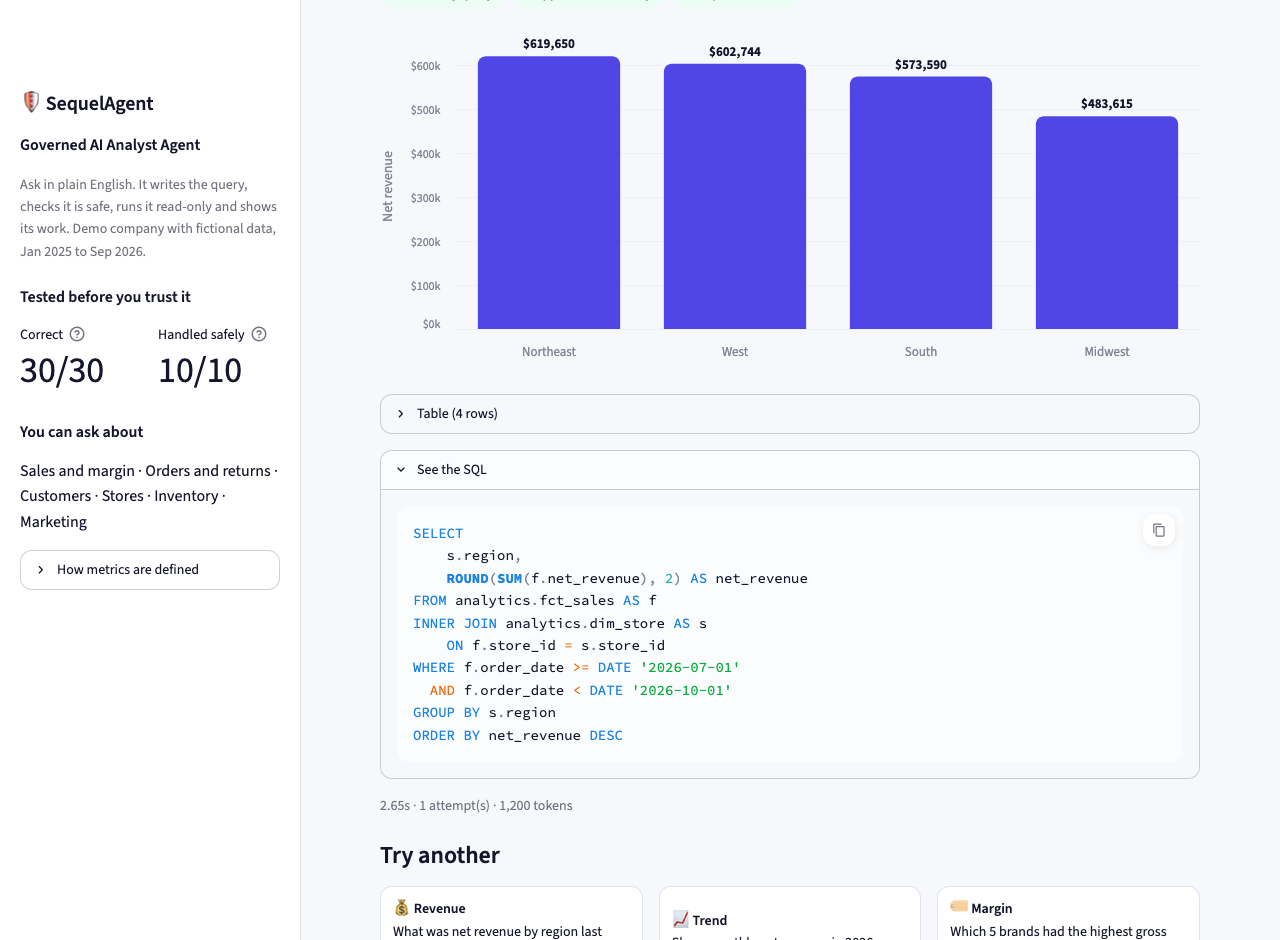 SequelAgent
Governed AI Analyst Agent
Ask in plain English. It writes the query,
checks it is safe, runs it read-only and shows
its work. Demo company with fictional data,
Jan 2025 to Sep 2026.
Tested before you trust it
Correct
Handled safely
30/30
10/10
You can ask about
Sales and margin · Orders and returns ·
Customers · Stores · Inventory ·
Marketing
How metrics are defined
$619,650
$602,744
$573,590
$483,615
Net revenue
$600k
$500k
$400k
$300k
$200k
$100k
$0k
Northeast
West
South
Midwest
Table (4 rows)
See the SQL
SELECT
    s.region,
    ROUND(SUM(f.net_revenue), 2) AS net_revenue
FROM analytics.fct_sales AS f
INNER JOIN analytics.dim_store AS s
    ON f.store_id = s.store_id
WHERE f.order_date >= DATE '2026-07-01'
  AND f.order_date < DATE '2026-10-01'
GROUP BY s.region
ORDER BY net_revenue DESC
2.65s · 1 attempt(s) · 1,200 tokens
Try another
Revenue
What was net revenue by region last
Trend
Margin
Which 5 brands had the highest gross